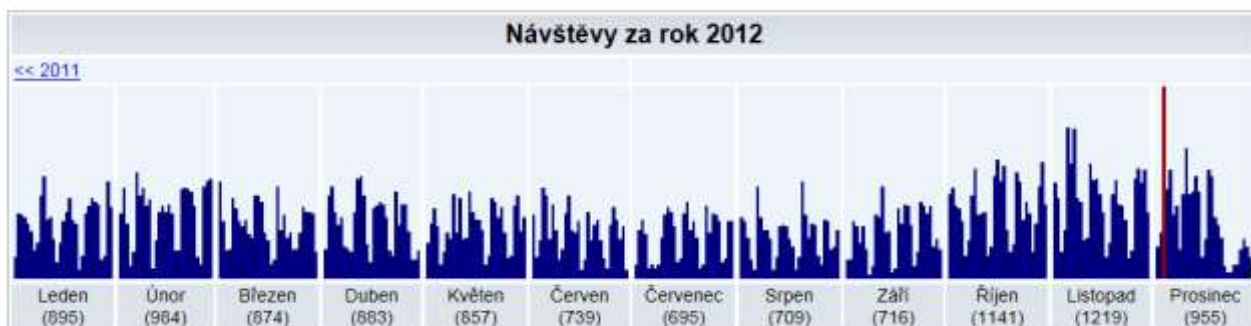 Návštěvy za rok 2012
<< 2011
Leden Únor Březen Duben Květen Červen Červenec Srpen Září Říjen Listopad Prosinec
(895) (984) (874) (883) (857) (739) (695) (709) (716) (1141) (1219) (955)